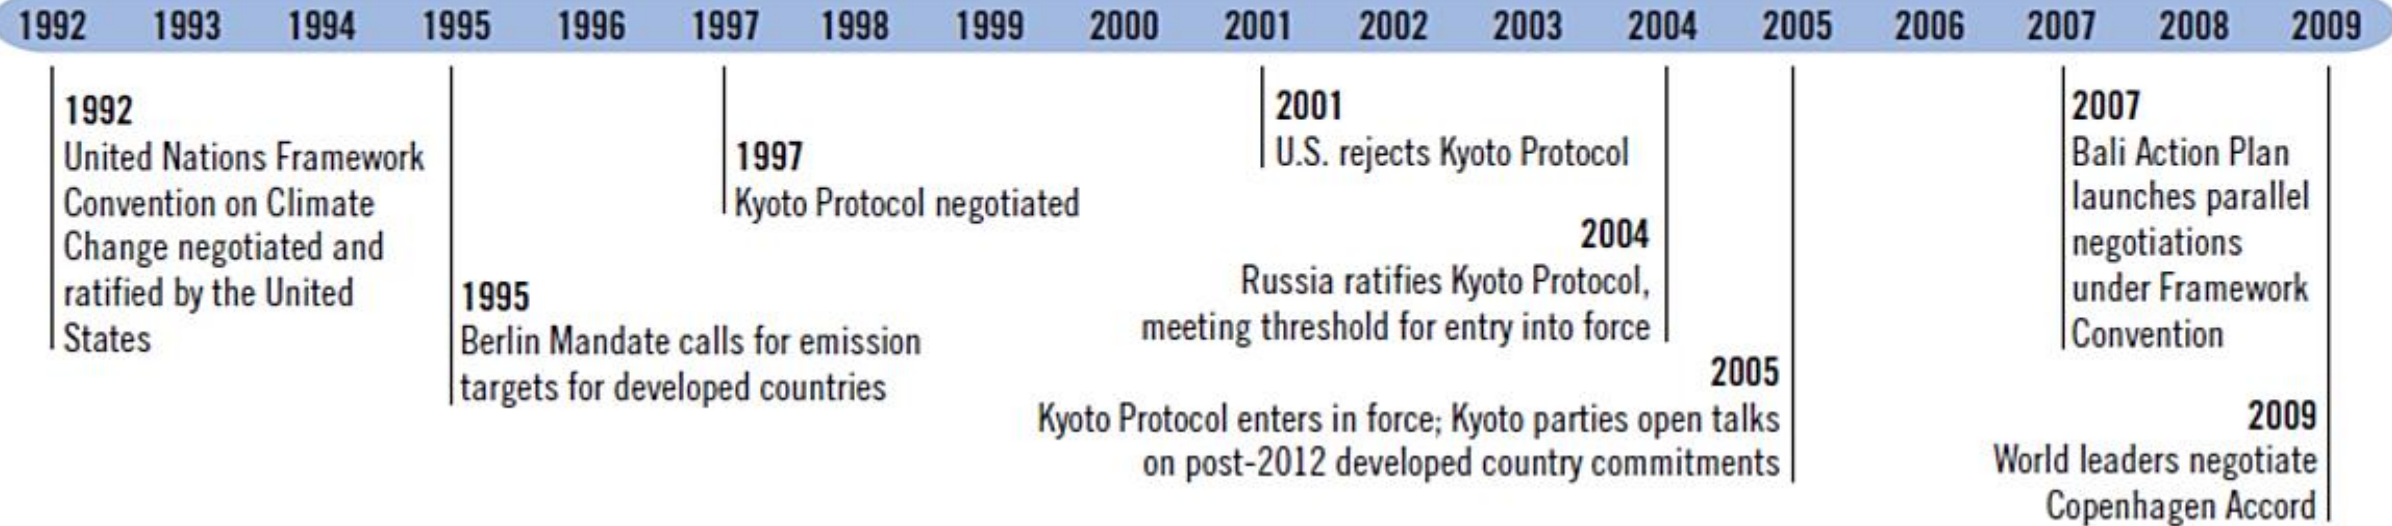 1992 1993 1994 1995 1996 1997 1998 1999 2000 2001 2002 2003 2004 2005 2006 2007 2008 2009
1992
United Nations Framework
Convention on Climate
Change negotiated and
ratified by the United
States
1995
Berlin Mandate calls for emission
targets for developed countries
1997
Kyoto Protocol negotiated
2001
U.S. rejects Kyoto Protocol
2004
Russia ratifies Kyoto Protocol,
meeting threshold for entry into force
2005
Kyoto Protocol enters in force; Kyoto parties open talks
on post-2012 developed country commitments
2007
Bali Action Plan
launches parallel
negotiations
under Framework
Convention
2009
World leaders negotiate
Copenhagen Accord